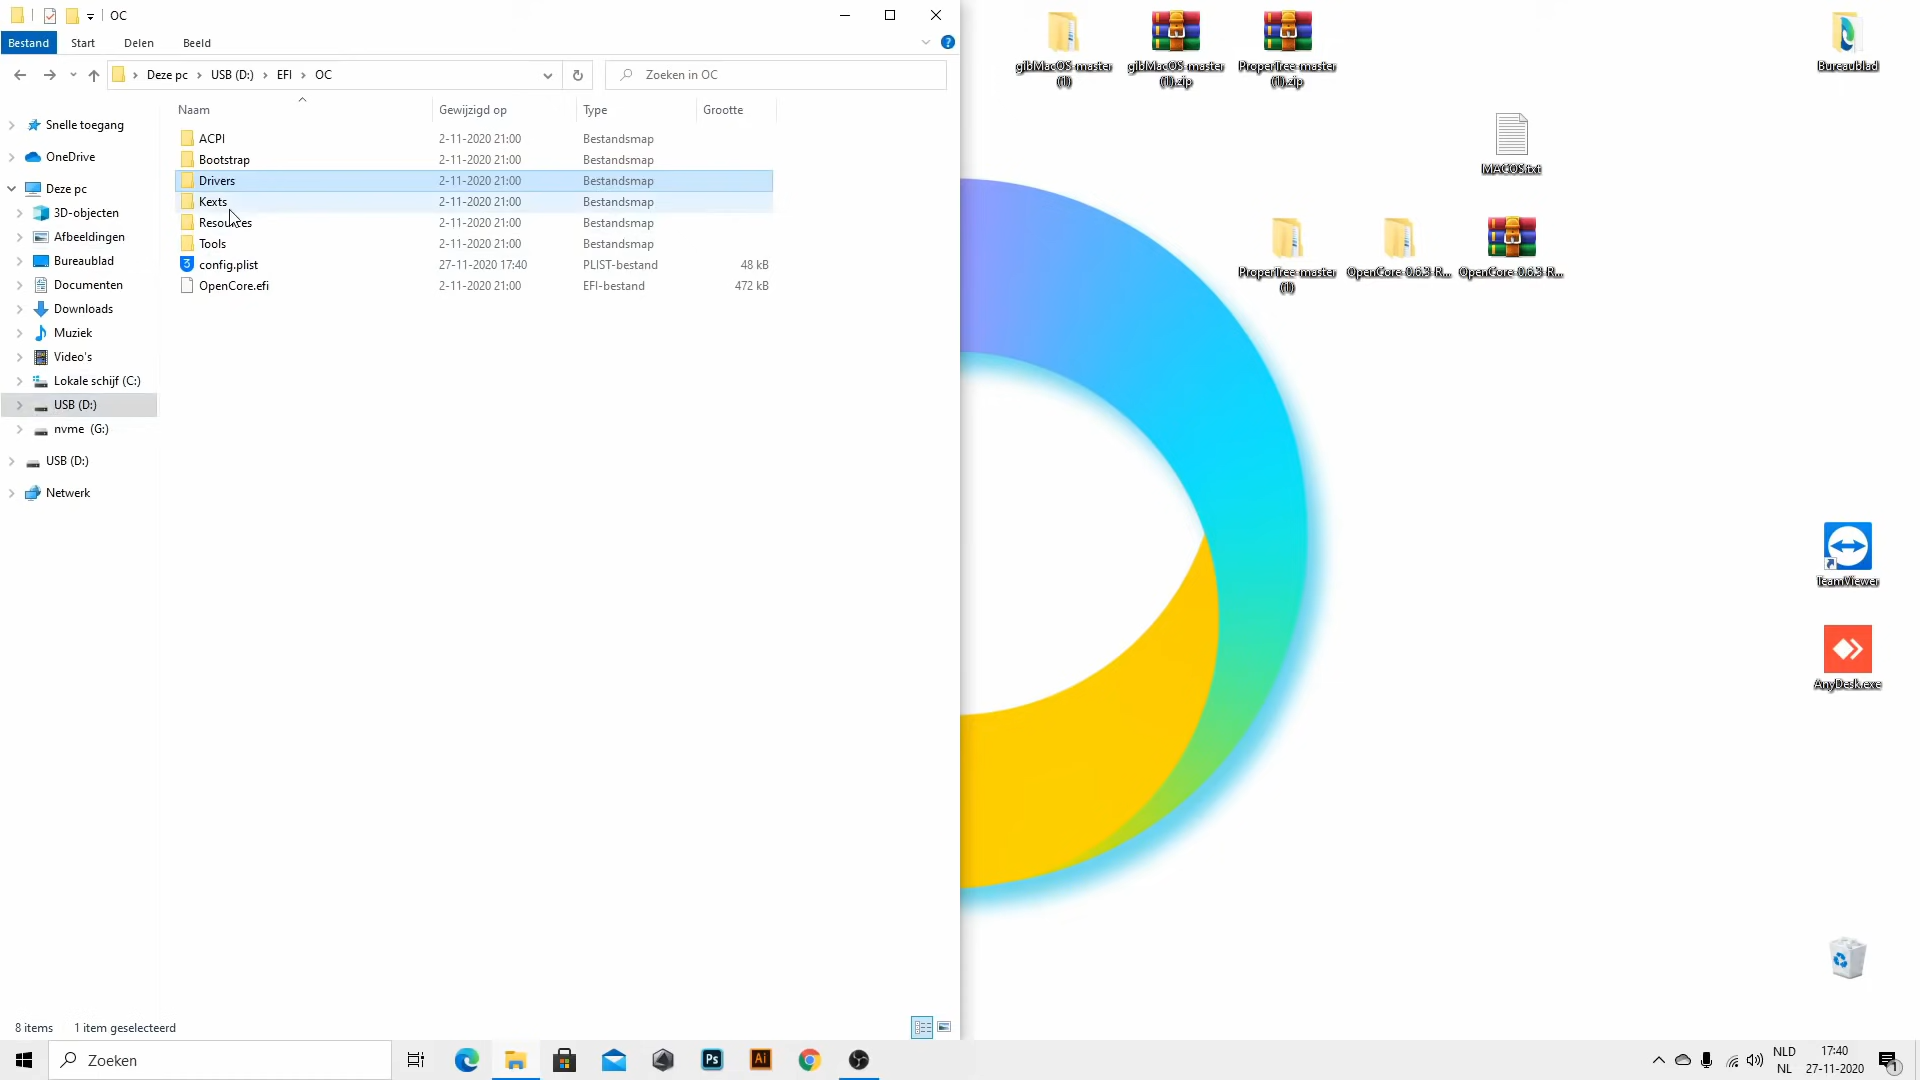 OC
Bestand Start Delen Beeld
Deze pc USB (D:) EFI OC
Zoeken in OC
Naam Gewijzigd op Type Grootte
ACPI 2-11-2020 21:00 Bestandsmap
Bootstrap 2-11-2020 21:00 Bestandsmap
Drivers 2-11-2020 21:00 Bestandsmap
Kexts 2-11-2020 21:00 Bestandsmap
Resources 2-11-2020 21:00 Bestandsmap
Tools 2-11-2020 21:00 Bestandsmap
config.plist 27-11-2020 17:40 PLIST-bestand 48 kB
OpenCore.efi 2-11-2020 21:00 EFI-bestand 472 kB
Snelle toegang
OneDrive
Deze pc
3D-objecten
Afbeeldingen
Bureaublad
Documenten
Downloads
Muziek
Video's
Lokale schijf (C:)
USB (D:)
nvme (G:)
USB (D:)
Netwerk
8 items 1 item geselecteerd
gibMacOS-master
(1)
gibMacOS-master
(1).zip
ProperTree-master
(1).zip
Bureaublad
MACOS.txt
ProperTree-master
(1)
OpenCore-0.6.3-R...
OpenCore-0.6.3-R...
TeamViewer
AnyDesk.exe
Zoeken
Ps
Ai
NLD
NL
17:40
27-11-2020
1